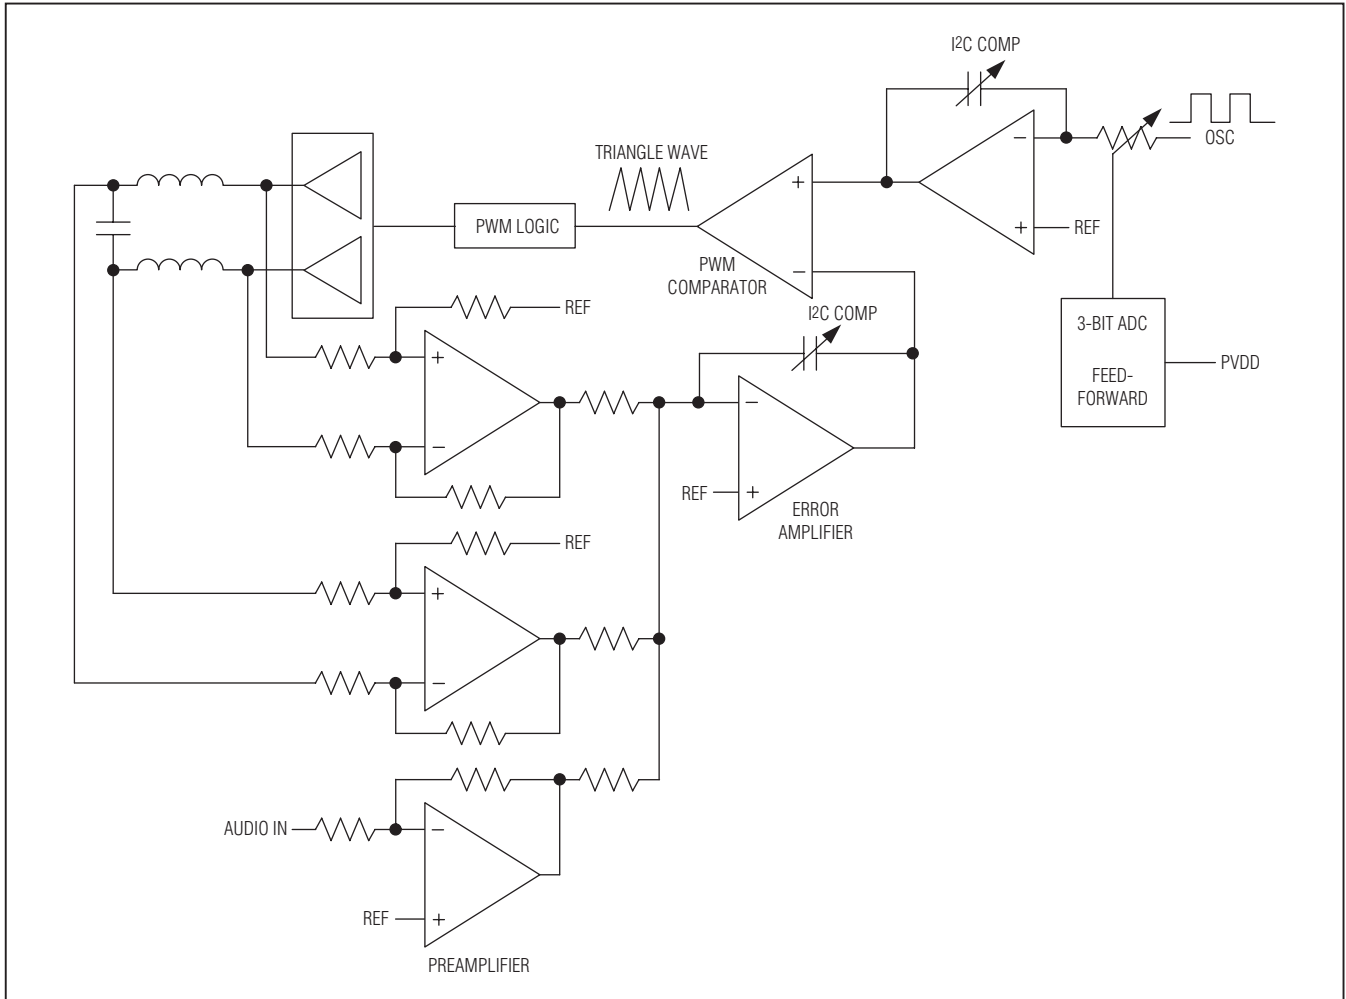 I2C COMP
OSC
TRIANGLE WAVE
−
+
REF
+
−
PWM LOGIC
PWM
COMPARATOR
I2C COMP
3-BIT ADC
FEED-
FORWARD
PVDD
REF
+
−
−
REF
+
ERROR
AMPLIFIER
REF
+
−
AUDIO IN
−
REF
+
PREAMPLIFIER